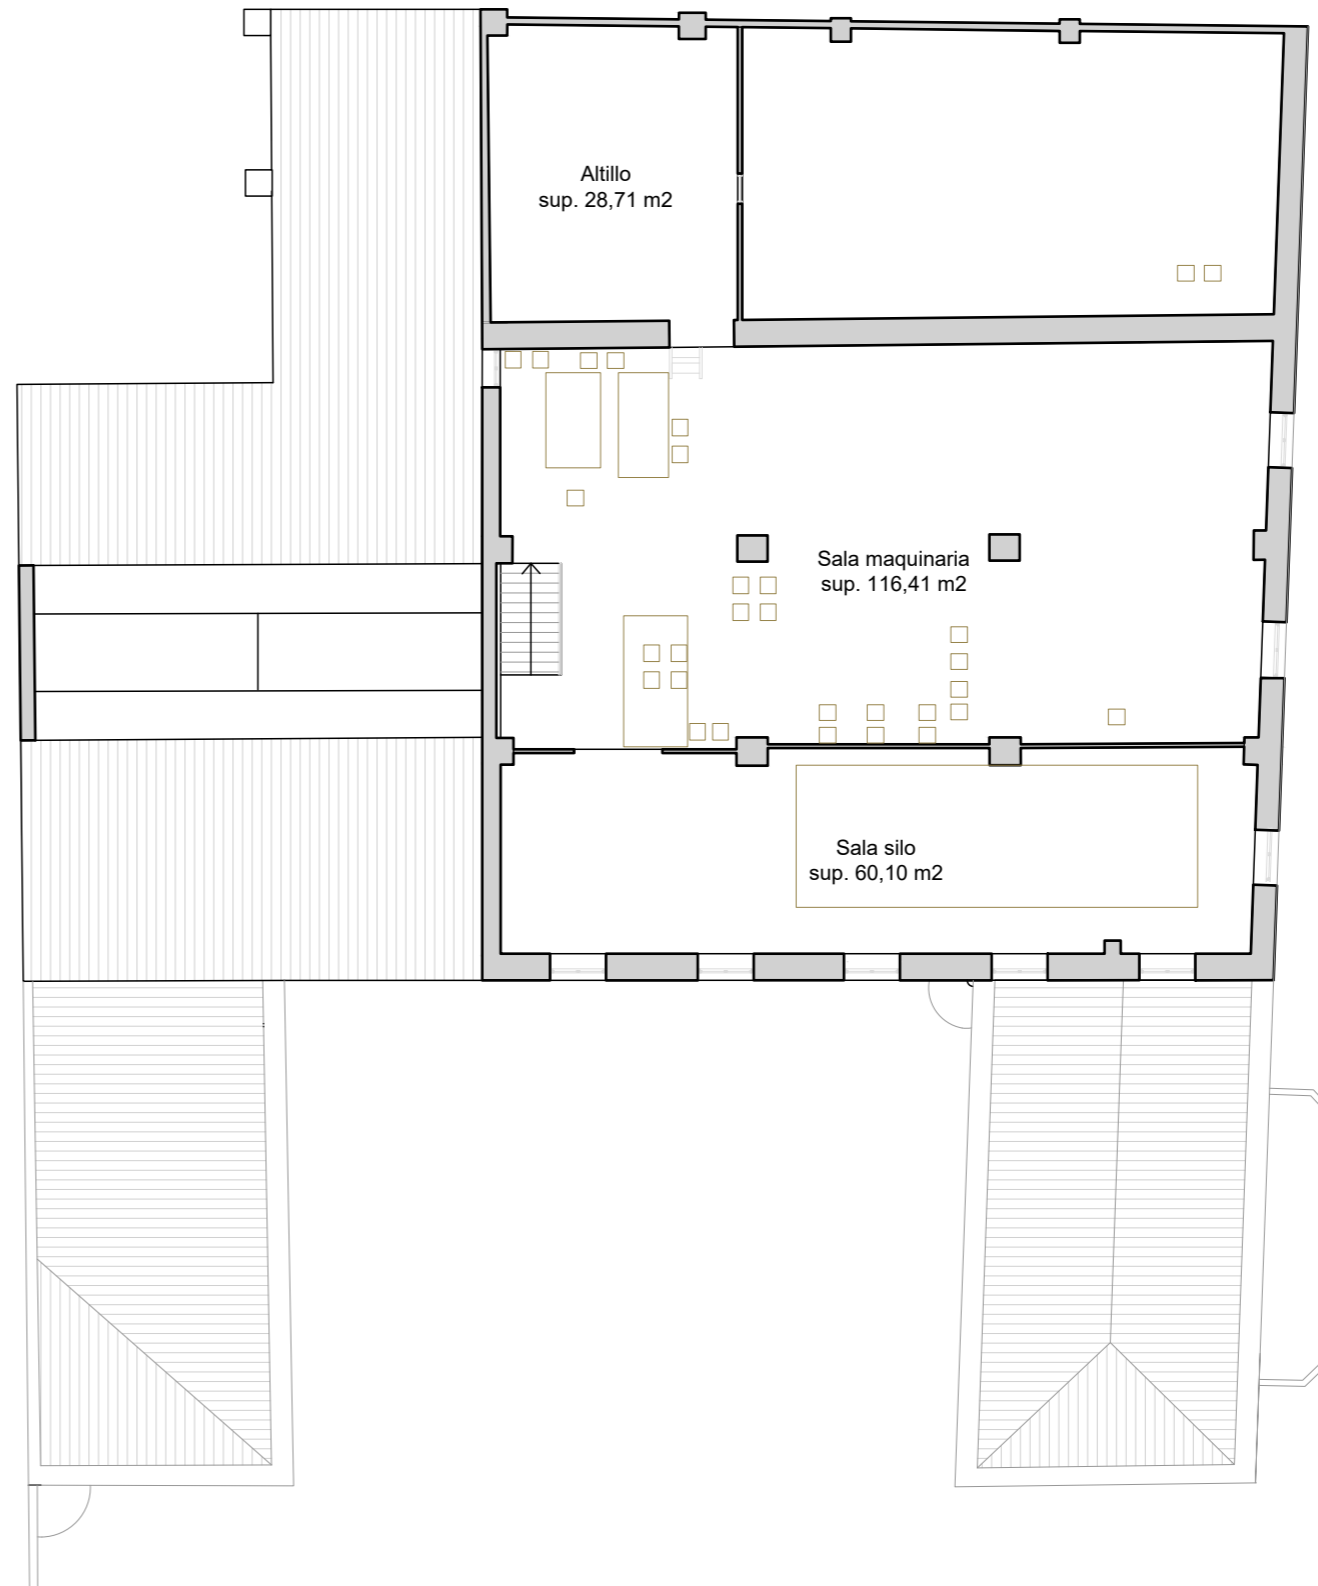 Altillo
sup. 28,71 m2
Sala maquinaria
sup. 116,41 m2
Sala silo
sup. 60,10 m2